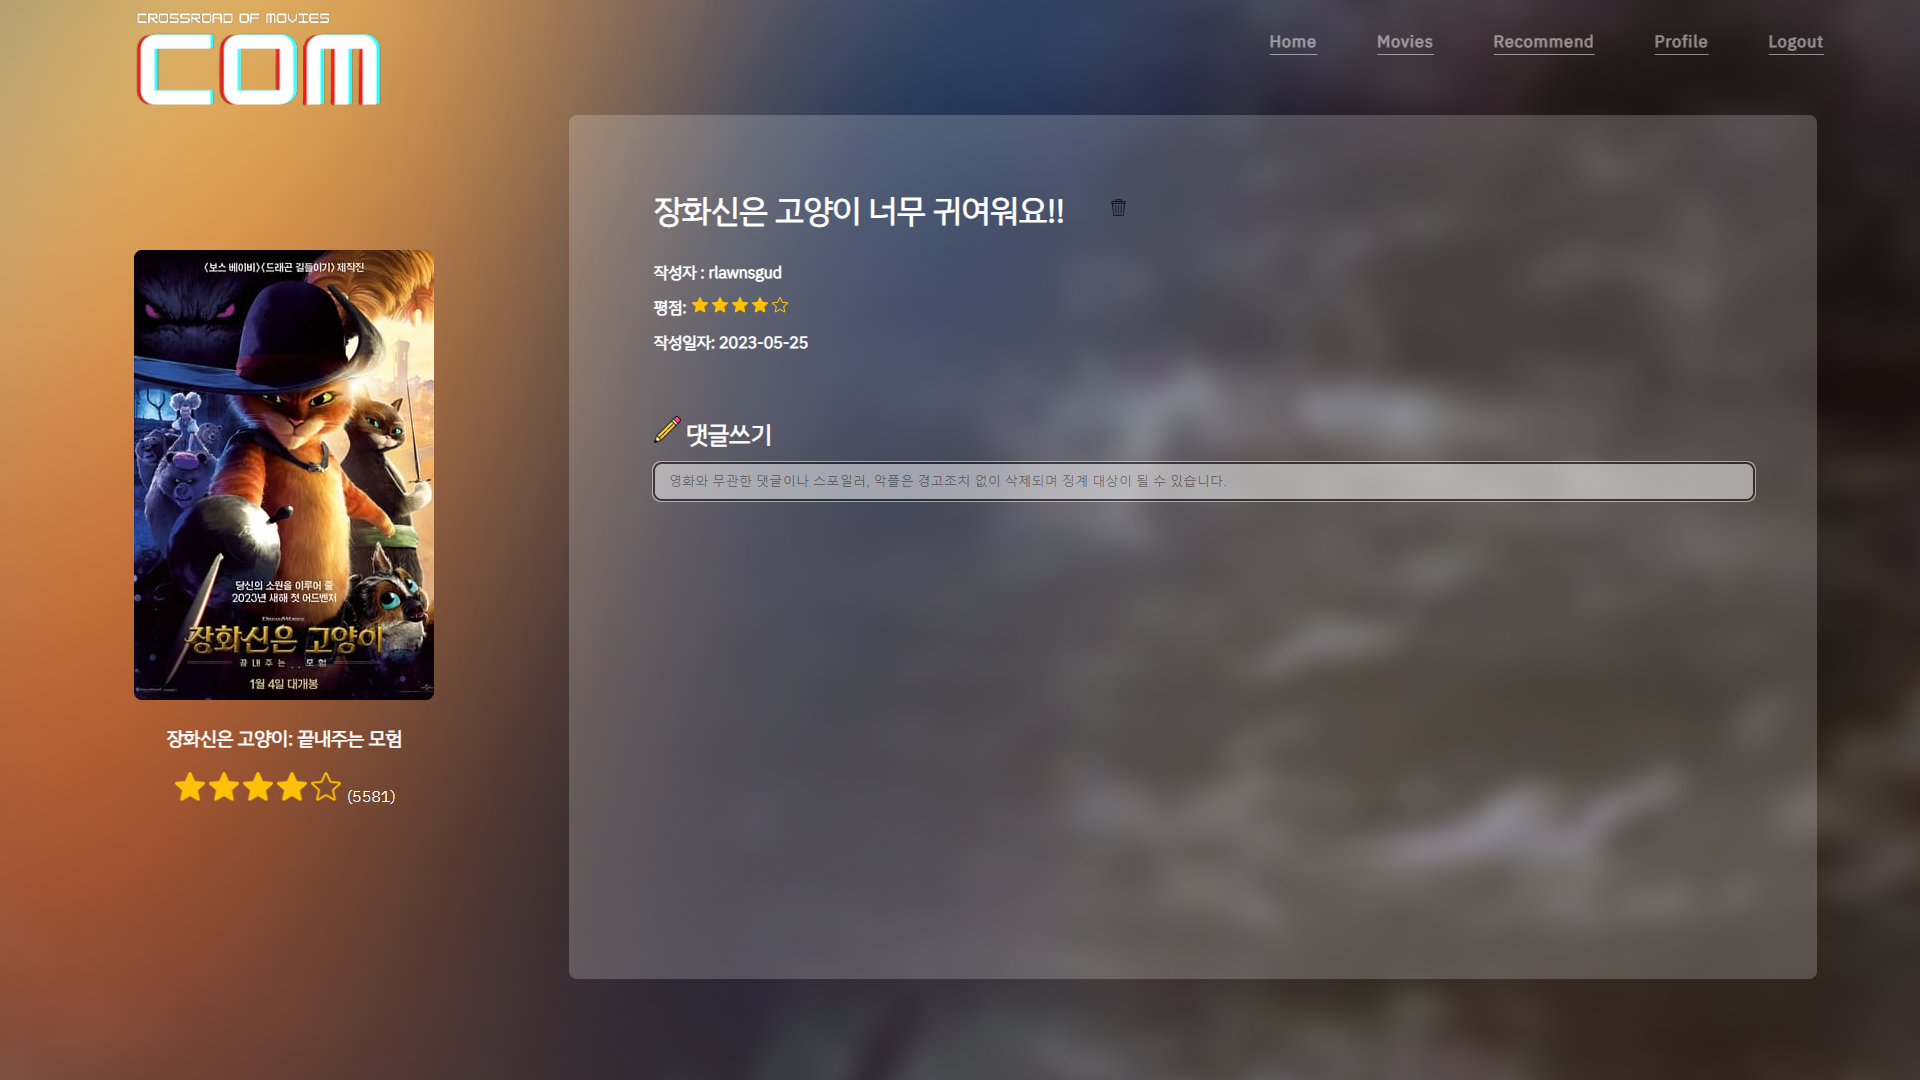 CROSSROAD OF MOVIES
COM
Home Movies Recommend Profile Logout
장화신은 고양이 너무 귀여워요!!
작성자 : rlawnsgud
평점:
작성일자: 2023-05-25
댓글쓰기
영화와 무관한 댓글이나 스포일러, 악플은 경고조치 없이 삭제되며 징계 대상이 될 수 있습니다.
<보스 베이비><드래곤 길들이기> 제작진
당신의 소원을 이루어 줄
2023년 새해 첫 어드벤처
DREAMWORKS
장화신은 고양이
끝내주는 모험
1월 4일 대개봉
장화신은 고양이: 끝내주는 모험
(5581)